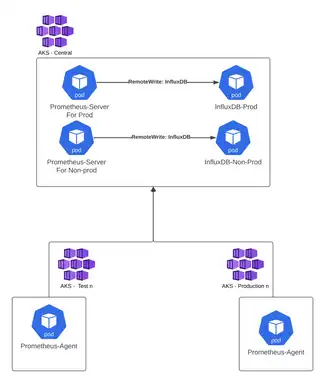 AKS - Central
RemoteWrite: InfluxDB
pod
pod
Prometheus-Server
For Prod
InfluxDB-Prod
RemoteWrite: InfluxDB
pod
pod
Prometheus-Server
For Non-prod
InfluxDB-Non-Prod
AKS - Test n
AKS - Production n
pod
pod
Prometheus-Agent
Prometheus-Agent